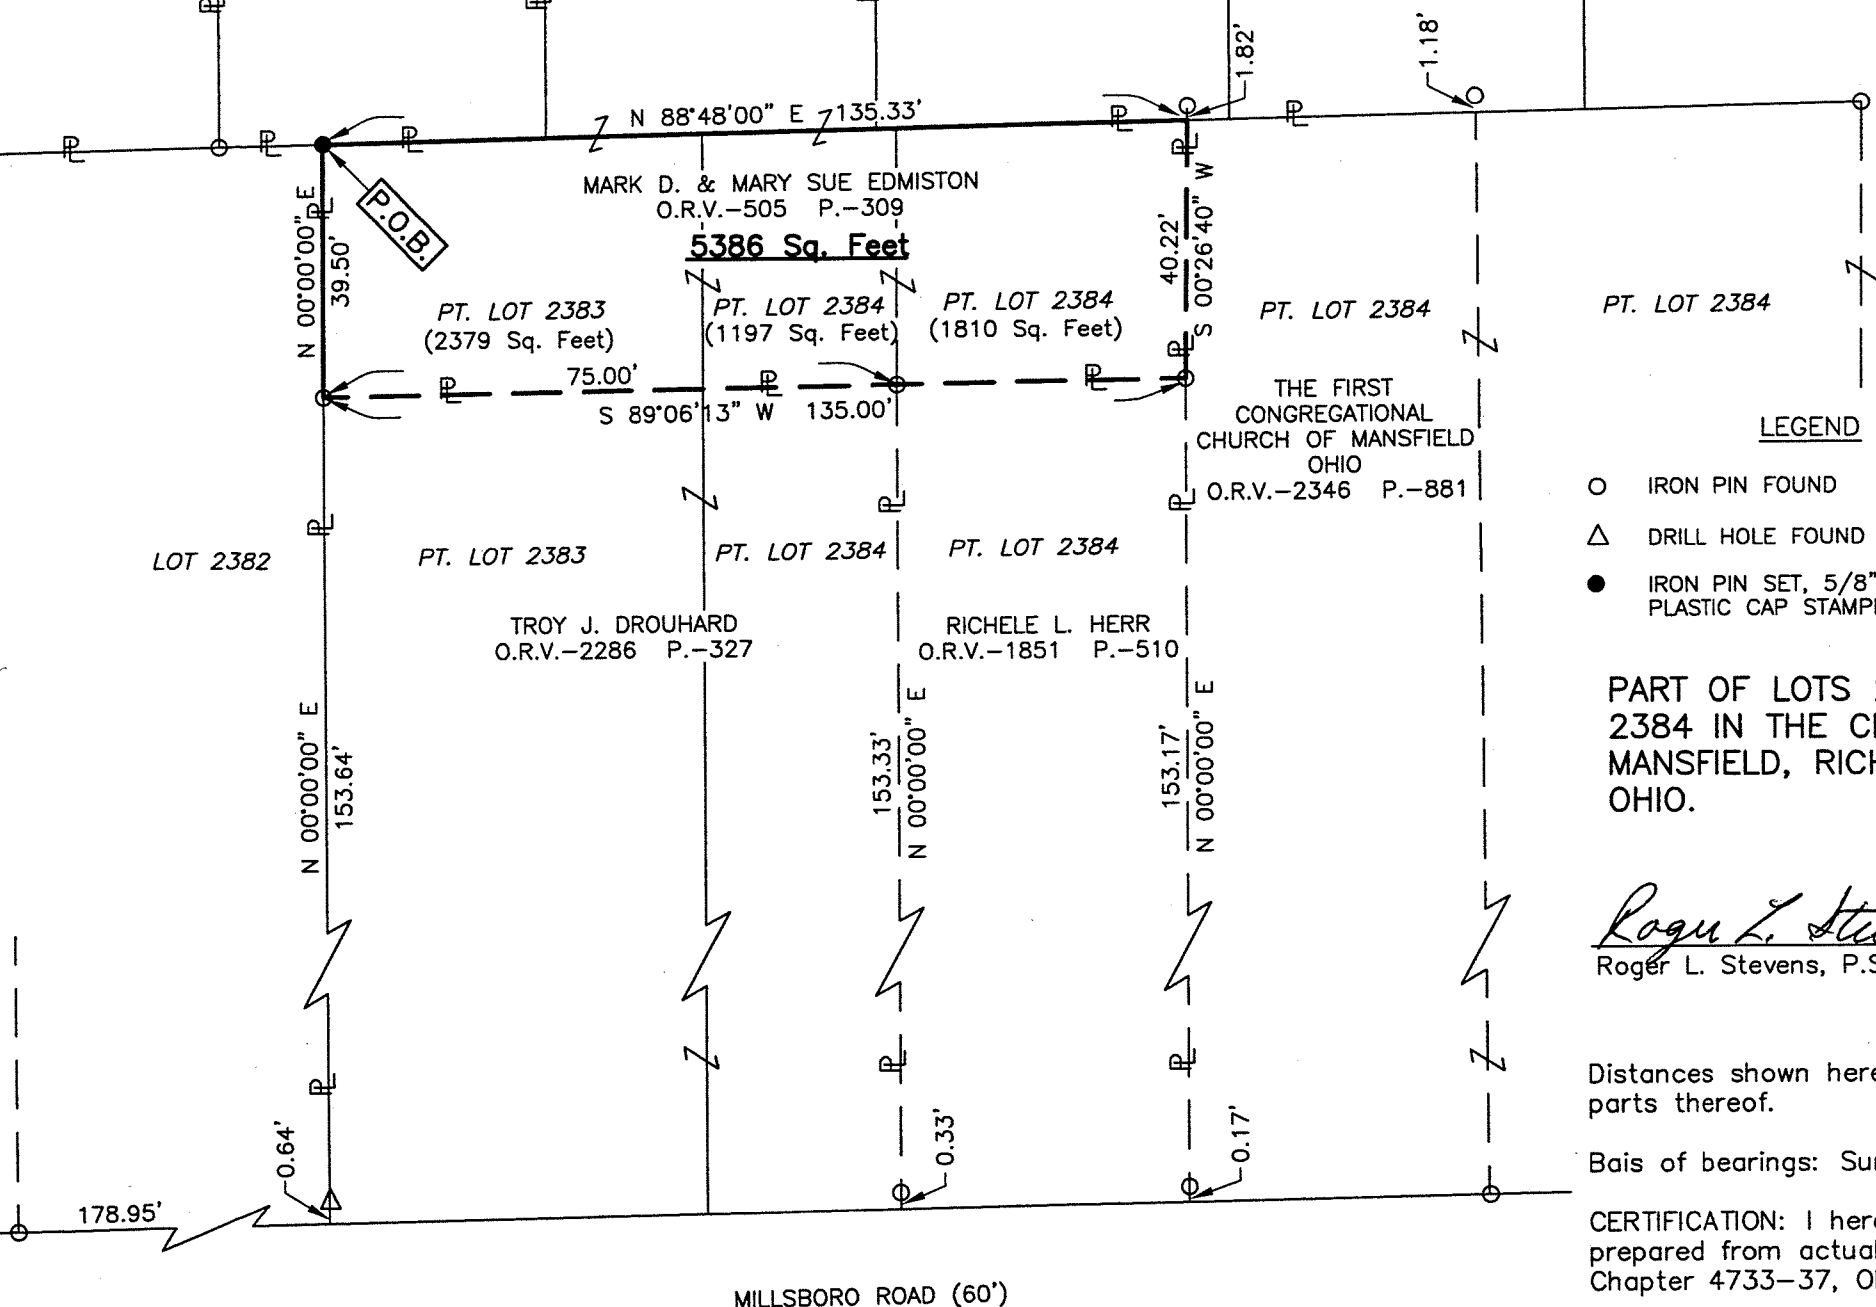 1.82'
1.18'
N 88°48'00" E 135.33'
P.O.B.
N 00°00'00" E
39.50'
MARK D. & MARY SUE EDMISTON
O.R.V.-505 P.-309
5386 Sq. Feet
40.22'
S 00°26'40" W
PT. LOT 2383
(2379 Sq. Feet)
PT. LOT 2384
(1197 Sq. Feet)
PT. LOT 2384
(1810 Sq. Feet)
PT. LOT 2384
PT. LOT 2384
75.00'
S 89°06'13" W 135.00'
THE FIRST
CONGREGATIONAL
CHURCH OF MANSFIELD
OHIO
O.R.V.-2346 P.-881
LEGEND
IRON PIN FOUND
DRILL HOLE FOUND
IRON PIN SET, 5/8"
PLASTIC CAP STAMP
LOT 2382
PT. LOT 2383
PT. LOT 2384
PT. LOT 2384
TROY J. DROUHARD
O.R.V.-2286 P.-327
RICHELE L. HERR
O.R.V.-1851 P.-510
N 00°00'00" E
153.64'
153.33'
N 00°00'00" E
153.17'
N 00°00'00" E
PART OF LOTS
2384 IN THE CI
MANSFIELD, RICH
OHIO.
Roger L. Ste
Roger L. Stevens, P.S
Distances shown here
parts thereof.
Bais of bearings: Su
CERTIFICATION: I her
prepared from actual
Chapter 4733-37, O
0.64'
0.33'
0.17'
178.95'
MILLSBORO ROAD (60')